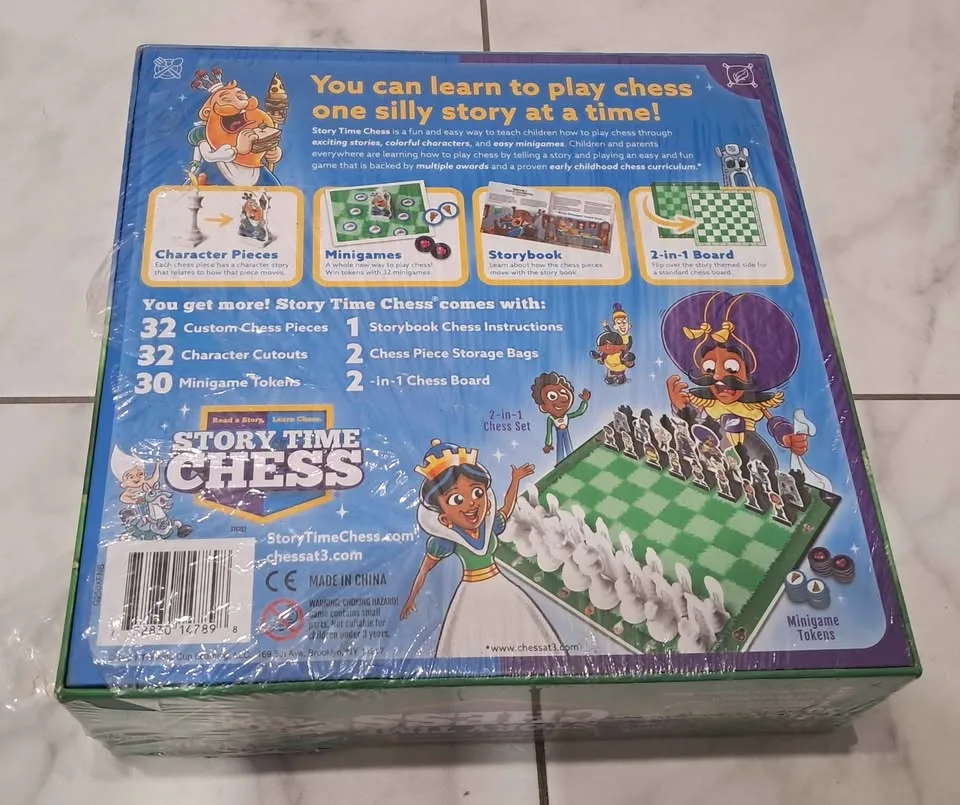 You can learn to play chess
one silly story at a time!
Story Time Chess is a fun and easy way to teach children how to play chess through
exciting stories, colorful characters, and easy minigames. Children and parents
everywhere are learning how to play chess by telling a story and playing an easy and fun
game that is backed by multiple awards and a proven early childhood chess curriculum.*
Character Pieces
Each chess piece has a character story
that relates to how that piece moves.
Minigames
A whole new way to play chess!
Win tokens with 32 minigames.
Storybook
Learn about how the chess pieces
move with the story book.
2-in-1 Board
Flip over the story themed side for
a standard chess board.
You get more! Story Time Chess® comes with:
32 Custom Chess Pieces
32 Character Cutouts
30 Minigame Tokens
1 Storybook Chess Instructions
2 Chess Piece Storage Bags
2 -in-1 Chess Board
2-in-1
Chess Set
Read a Story, Learn Chess.
STORY TIME
CHESS
StoryTimeChess.com
chessat3.com
CE MADE IN CHINA
WARNING: CHOKING HAZARD!
Game contains small
parts. Not suitable for
children under 3 years.
14789 8
Brooklyn, NY
*www.chessat3.com
Minigame
Tokens
CHESS